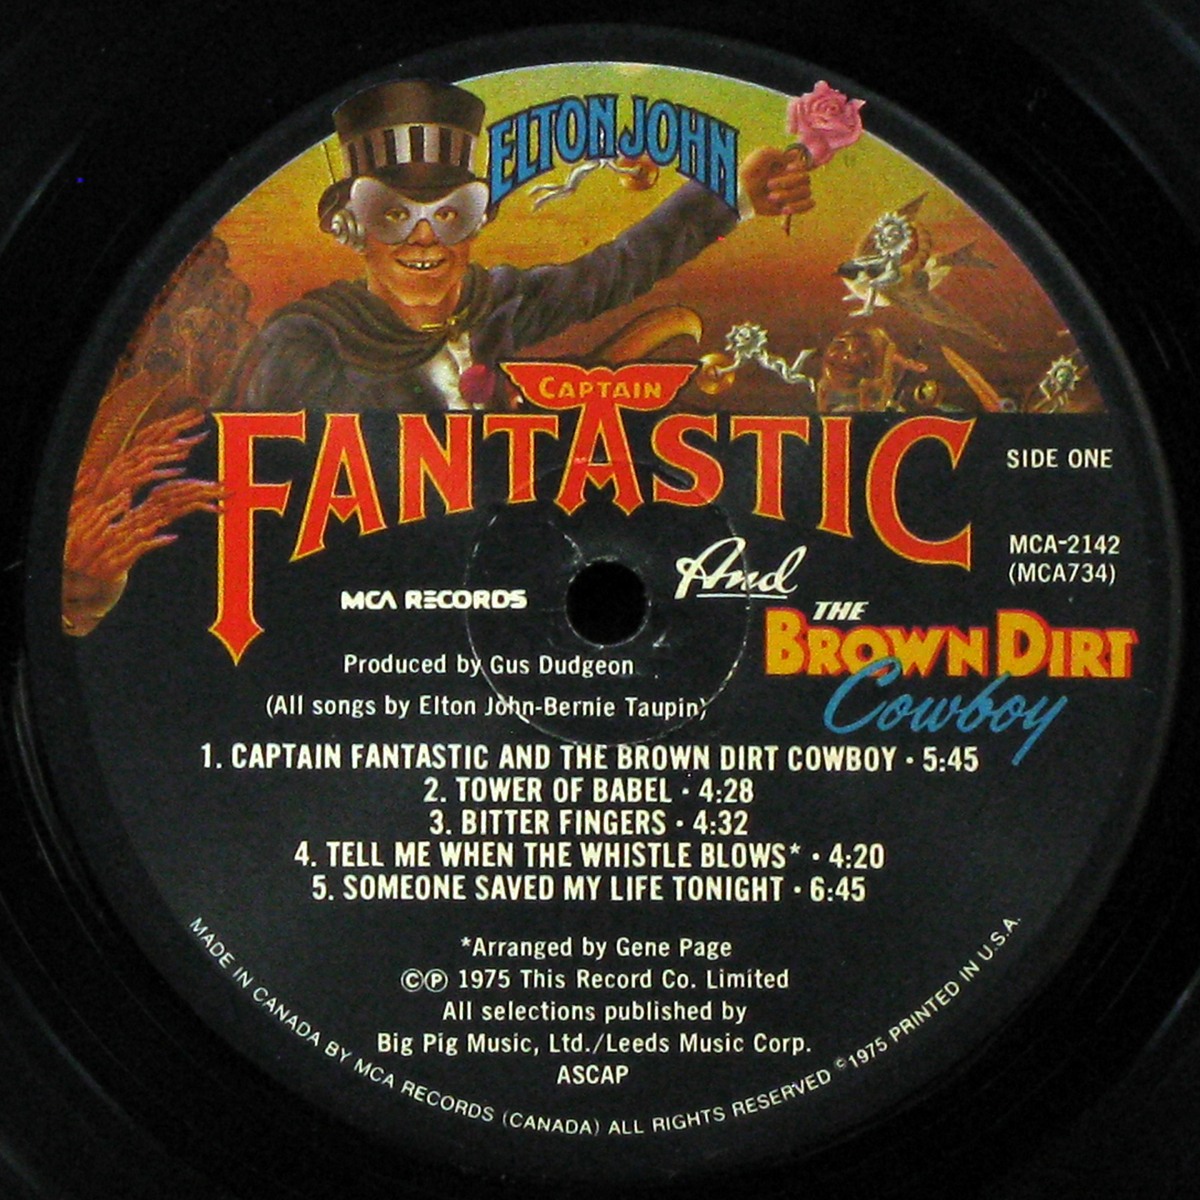 ELTON JOHN
CAPTAIN
FANTASTIC
SIDE ONE
MCA-2142
(MCA734)
And
THE
BROWN DIRT
Cowboy
MCA RECORDS
Produced by Gus Dudgeon
(All songs by Elton John-Bernie Taupin)
1. CAPTAIN FANTASTIC AND THE BROWN DIRT COWBOY · 5:45
2. TOWER OF BABEL · 4:28
3. BITTER FINGERS · 4:32
4. TELL ME WHEN THE WHISTLE BLOWS* · 4:20
5. SOMEONE SAVED MY LIFE TONIGHT · 6:45
*Arranged by Gene Page
©℗ 1975 This Record Co. Limited
All selections published by
Big Pig Music, Ltd./Leeds Music Corp.
ASCAP
MADE IN CANADA BY MCA RECORDS (CANADA) ALL RIGHTS RESERVED ©1975 PRINTED IN U.S.A.